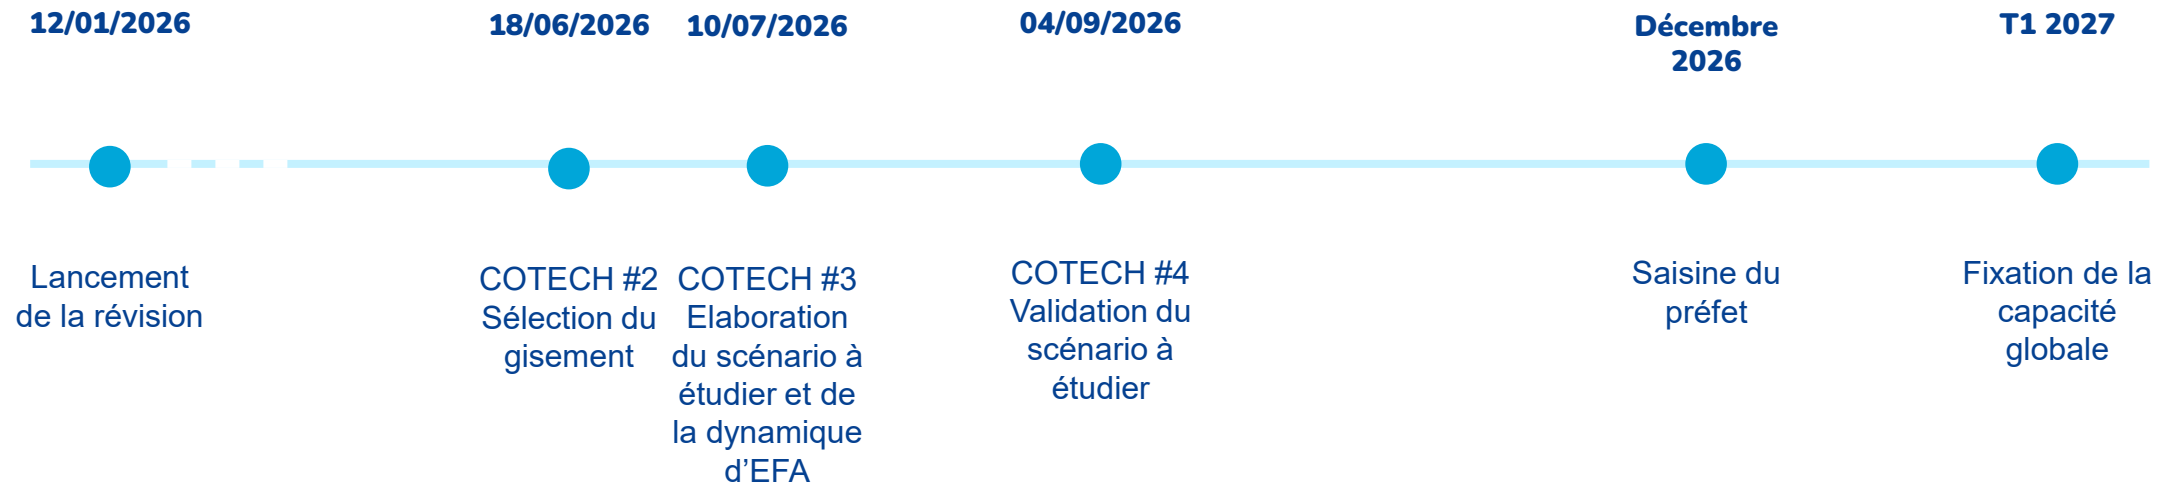 12/01/2026
18/06/2026
10/07/2026
04/09/2026
Décembre
2026
T1 2027
Lancement
de la révision
COTECH #2
Sélection du
gisement
COTECH #3
Elaboration
du scénario à
étudier et de
la dynamique
d’EFA
COTECH #4
Validation du
scénario à
étudier
Saisine du
préfet
Fixation de la
capacité
globale